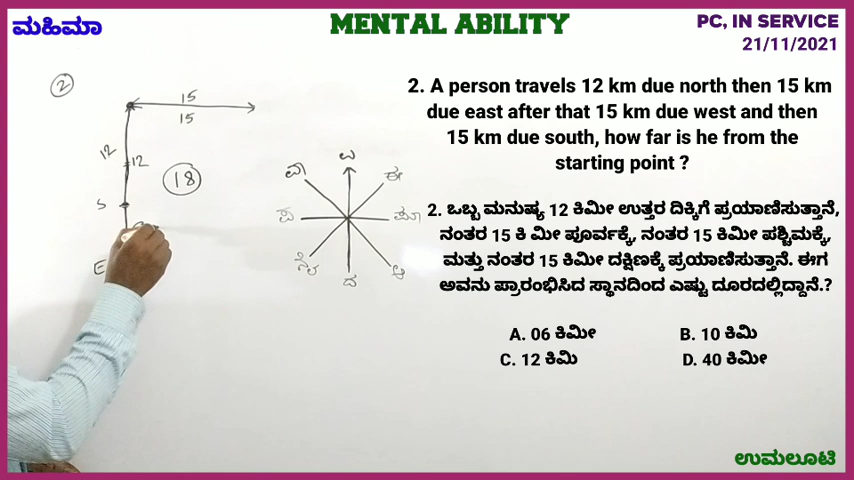 ಮಹಿಮಾ
MENTAL ABILITY
PC, IN SERVICE
21/11/2021
2. A person travels 12 km due north then 15 km
due east after that 15 km due west and then
15 km due south, how far is he from the
starting point ?
2. ಒಬ್ಬ ಮನುಷ್ಯ 12 ಕಿಮೀ ಉತ್ತರ ದಿಕ್ಕಿಗೆ ಪ್ರಯಾಣಿಸುತ್ತಾನೆ,
ನಂತರ 15 ಕಿ ಮೀ ಪೂರ್ವಕ್ಕೆ, ನಂತರ 15 ಕಿಮೀ ಪಶ್ಚಿಮಕ್ಕೆ,
ಮತ್ತು ನಂತರ 15 ಕಿಮೀ ದಕ್ಷಿಣಕ್ಕೆ ಪ್ರಯಾಣಿಸುತ್ತಾನೆ. ಈಗ
ಅವನು ಪ್ರಾರಂಭಿಸಿದ ಸ್ಥಾನದಿಂದ ಎಷ್ಟು ದೂರದಲ್ಲಿದ್ದಾನೆ.?
A. 06 ಕಿಮೀ B. 10 ಕಿಮಿ
C. 12 ಕಿಮಿ D. 40 ಕಿಮೀ
2
15
15
12 12
18
S
E
ಉ
ವಾ ಈ
ಪ ಪೂ
ನೈ ಆ
ದ
ಉಮಲೂಟಿ